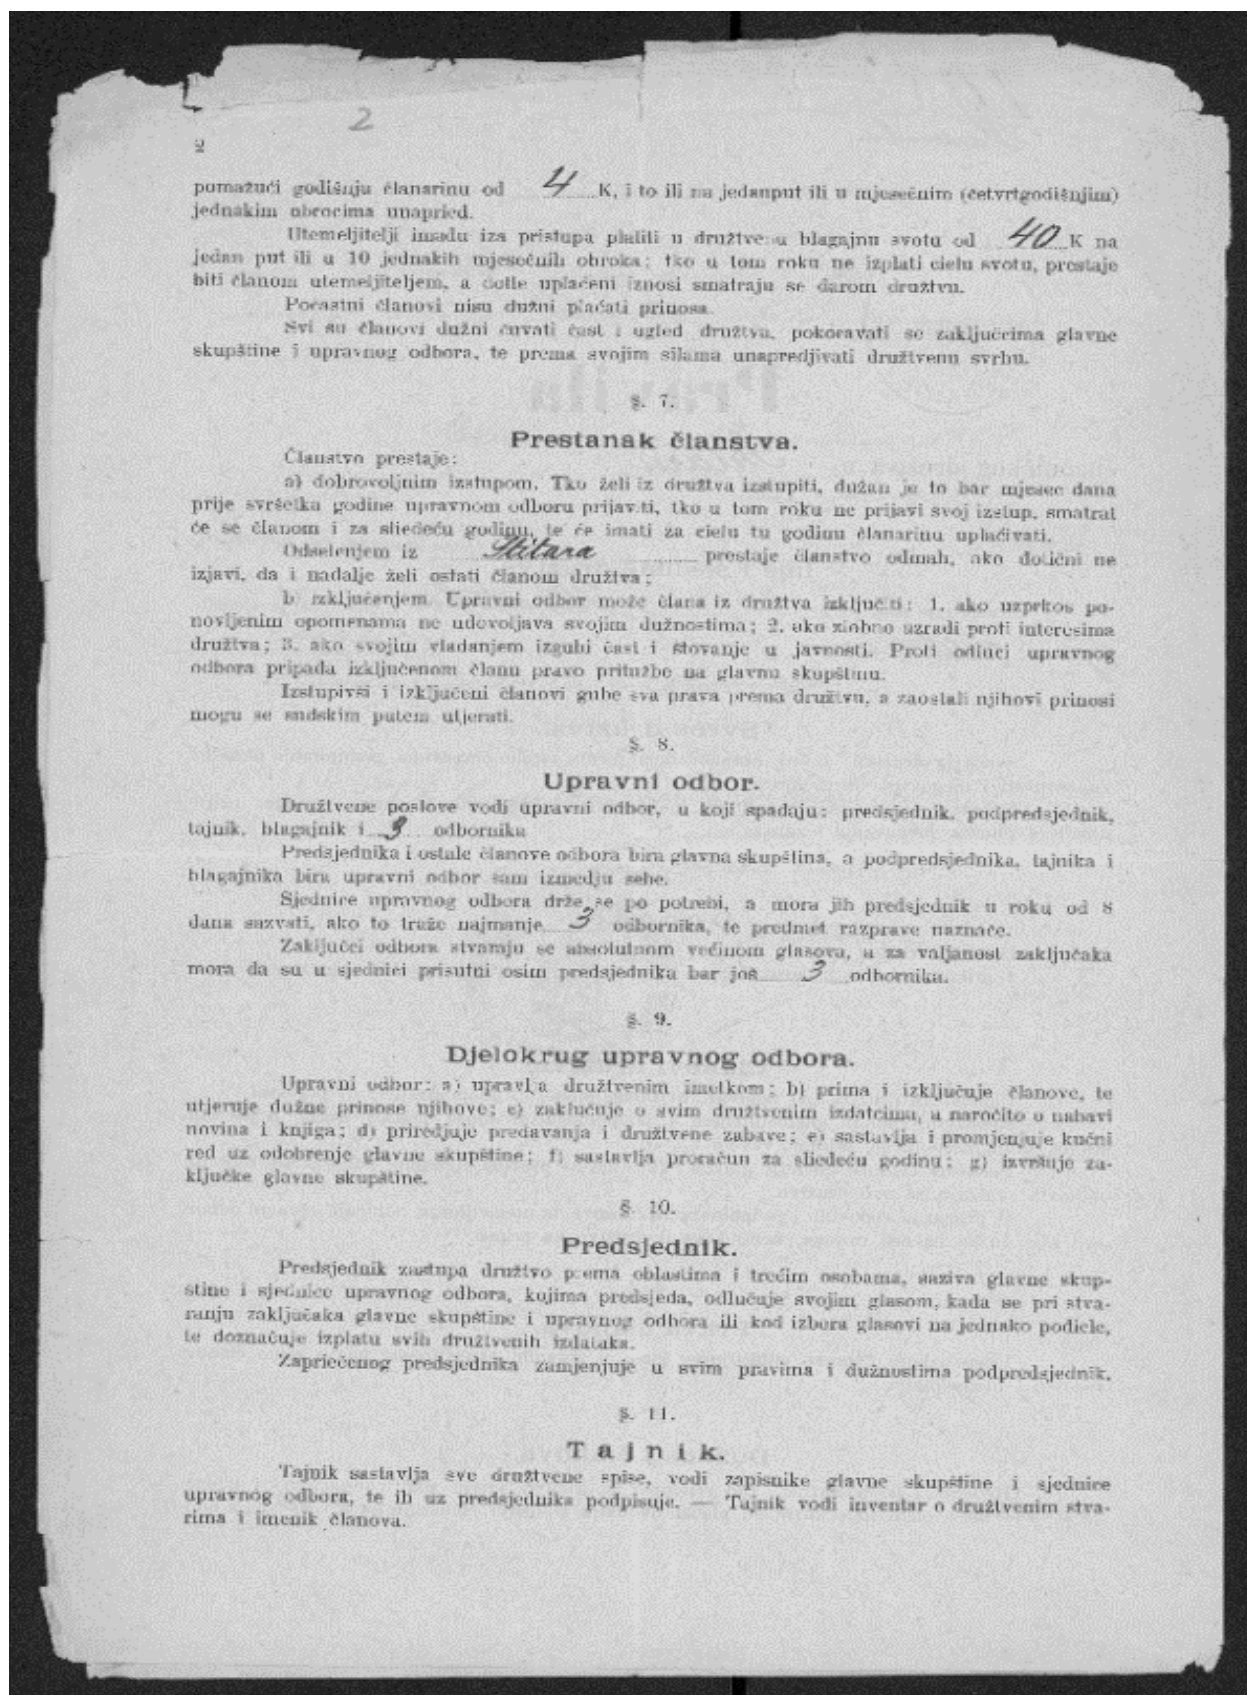 2
2
pomažući godišnju članarinu od 4 K, i to ili na jedanput ili u mjesečnim (četvrtgodišnjim)
jednakim obrocima unapried.
Utemeljitelji imadu iza pristupa platiti u družtvenu blagajnu svotu od 40 K na
jedan put ili u 10 jednakih mjesečnih obroka; tko u tom roku ne izplati cielu svotu, prestaje
biti članom utemeljiteljem, a dotle uplaćeni iznosi smatraju se darom družtvu.
Počastni članovi nisu dužni plaćati prinosa.
Svi su članovi dužni čuvati čast i ugled družtva, pokoravati se zaključcima glavne
skupštine i upravnog odbora, te prema svojim silama unapredjivati družtvenu svrhu.
§. 7.
Prestanak članstva.
Članstvo prestaje:
a) dobrovoljnim izstupom. Tko želi iz družtva izstupiti, dužan je to bar mjesec dana
prije svršetka godine upravnom odboru prijaviti, tko u tom roku ne prijavi svoj izstup, smatrat
će se članom i za sliedeću godinu, te će imati za cielu tu godinu članarinu uplaćivati.
Odselenjem iz Štitara prestaje članstvo odmah, ako dotični ne
izjavi, da i nadalje želi ostati članom družtva;
b) izključenjem. Upravni odbor može člana iz družtva izključiti: 1. ako uzprkos po-
novljenim opomenama ne udovoljava svojim dužnostima; 2. ako zlobno uzradi proti interesima
družtva; 3. ako svojim vladanjem izgubi čast i štovanje u javnosti. Proti odluci upravnog
odbora pripada izključenom članu pravo pritužbe na glavnu skupštinu.
Izstupivši i izključeni članovi gube sva prava prema družtvu, a zaostali njihovi prinosi
mogu se sudskim putem utjerati.
§. 8.
Upravni odbor.
Družtvene poslove vodi upravni odbor, u koji spadaju: predsjednik, podpredsjednik,
tajnik, blagajnik i 3 odbornika
Predsjednika i ostale članove odbora bira glavna skupština, a podpredsjednika, tajnika i
blagajnika bira upravni odbor sam izmedju sebe.
Sjednice upravnog odbora drže se po potrebi, a mora jih predsjednik u roku od 8
dana sazvati, ako to traže najmanje 3 odbornika, te predmet razprave naznače.
Zaključci odbora stvaraju se absolutnom većinom glasova, a za valjanost zaključaka
mora da su u sjednici prisutni osim predsjednika bar još 3 odbornika.
§. 9.
Djelokrug upravnog odbora.
Upravni odbor: a) upravlja družtvenim imetkom; b) prima i izključuje članove, te
utjeruje dužne prinose njihove; c) zaključuje o svim družtvenim izdatcima, a naročito o nabavi
novina i knjiga; d) priredjuje predavanja i družtvene zabave; e) sastavlja i promjenjuje kućni
red uz odobrenje glavne skupštine; f) sastavlja proračun za sliedeću godinu; g) izvršuje za-
ključke glavne skupštine.
§. 10.
Predsjednik.
Predsjednik zastupa družtvo prema oblastima i trećim osobama, saziva glavne skup-
štine i sjednice upravnog odbora, kojima predsjeda, odlučuje svojim glasom, kada se pri stva-
ranju zaključaka glavne skupštine i upravnog odbora ili kod izbora glasovi na jednako podiele,
te doznačuje izplatu svih družtvenih izdataka.
Zapriečenog predsjednika zamjenjuje u svim pravima i dužnostima podpredsjednik.
§. 11.
Tajnik.
Tajnik sastavlja sve družtvene spise, vodi zapisnike glavne skupštine i sjednice
upravnog odbora, te ih uz predsjednika podpisuje. — Tajnik vodi inventar o družtvenim stva-
rima i imenik članova.